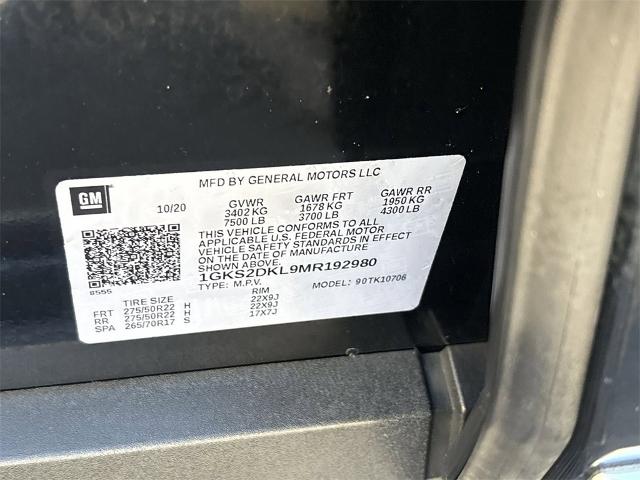 MFD BY GENERAL MOTORS LLC
GM
10/20
GVWR GAWR FRT GAWR RR
3402 KG 1678 KG 1950 KG
7500 LB 3700 LB 4300 LB
THIS VEHICLE CONFORMS TO ALL
APPLICABLE U.S. FEDERAL MOTOR
VEHICLE SAFETY STANDARDS IN EFFECT
ON THE DATE OF MANUFACTURE
SHOWN ABOVE.
1GKS2DKL9MR192980
TYPE: M.P.V. MODEL: 90TK10706
8555
TIRE SIZE RIM
FRT 275/50R22 H 22X9J
RR 275/50R22 H 22X9J
SPA 265/70R17 S 17X7J